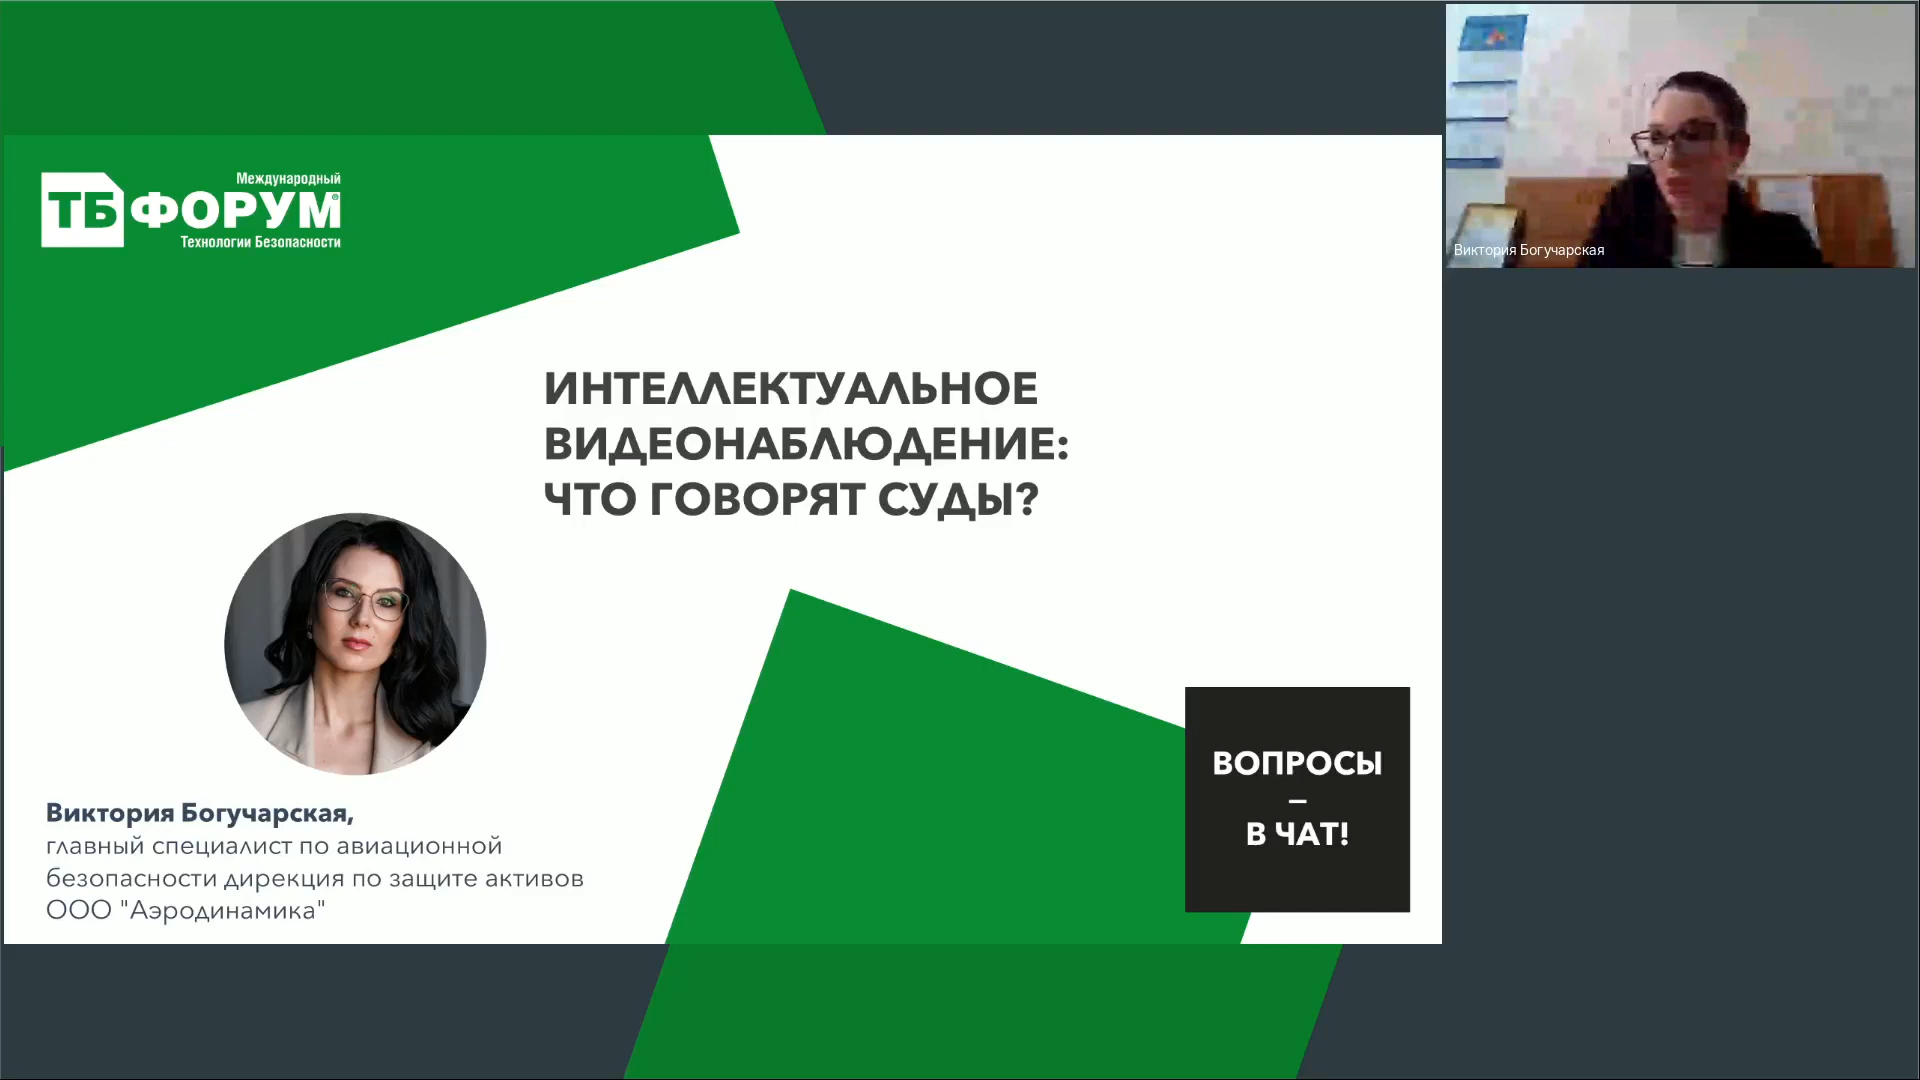 Международный
ТБ ФОРУМ
Технологии Безопасности
ИНТЕЛЛЕКТУАЛЬНОЕ
ВИДЕОНАБЛЮДЕНИЕ:
ЧТО ГОВОРЯТ СУДЫ?
Виктория Богучарская,
главный специалист по авиационной
безопасности дирекция по защите активов
ООО "Аэродинамика"
ВОПРОСЫ
–
В ЧАТ!
Виктория Богучарская